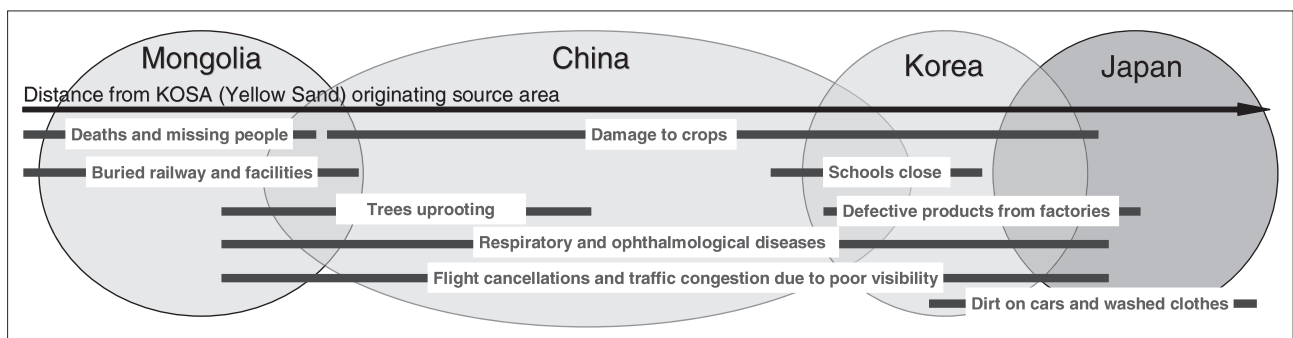 Mongolia
China
Korea
Japan
Distance from KOSA (Yellow Sand) originating source area
Deaths and missing people
Damage to crops
Buried railway and facilities
Schools close
Trees uprooting
Defective products from factories
Respiratory and ophthalmological diseases
Flight cancellations and traffic congestion due to poor visibility
Dirt on cars and washed clothes